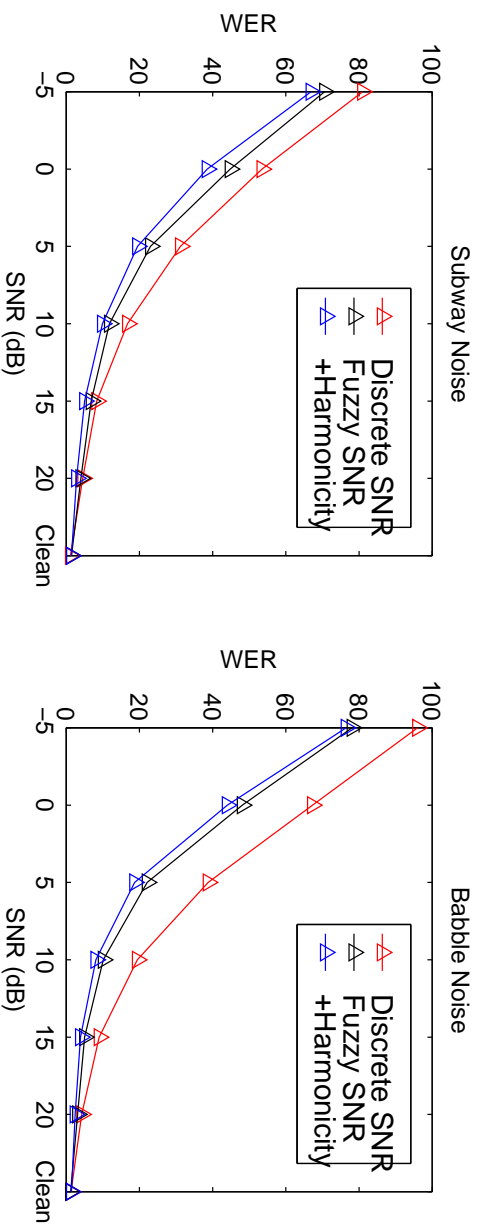 Subway Noise
WER
100
80
60
40
20
0
Discrete SNR
Fuzzy SNR
+Harmonicity
−5 0 5 10 15 20 Clean
SNR (dB)
Babble Noise
WER
100
80
60
40
20
0
Discrete SNR
Fuzzy SNR
+Harmonicity
−5 0 5 10 15 20 Clean
SNR (dB)